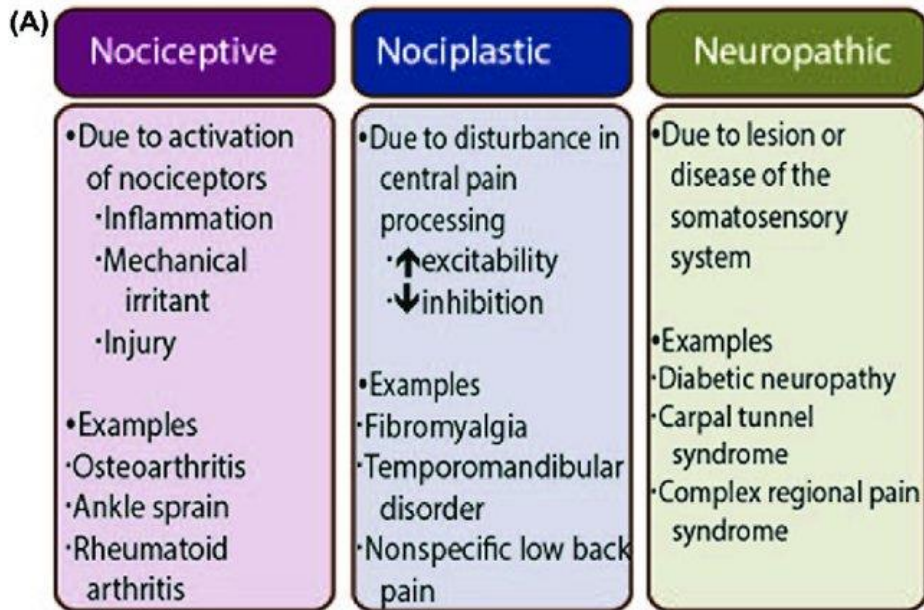 (A)
Nociceptive
•Due to activation
of nociceptors
·Inflammation
·Mechanical
irritant
·Injury
•Examples
·Osteoarthritis
·Ankle sprain
·Rheumatoid
arthritis
Nociplastic
•Due to disturbance in
central pain
processing
·↑excitability
·↓inhibition
•Examples
·Fibromyalgia
·Temporomandibular
disorder
·Nonspecific low back
pain
Neuropathic
•Due to lesion or
disease of the
somatosensory
system
•Examples
·Diabetic neuropathy
·Carpal tunnel
syndrome
·Complex regional pain
syndrome